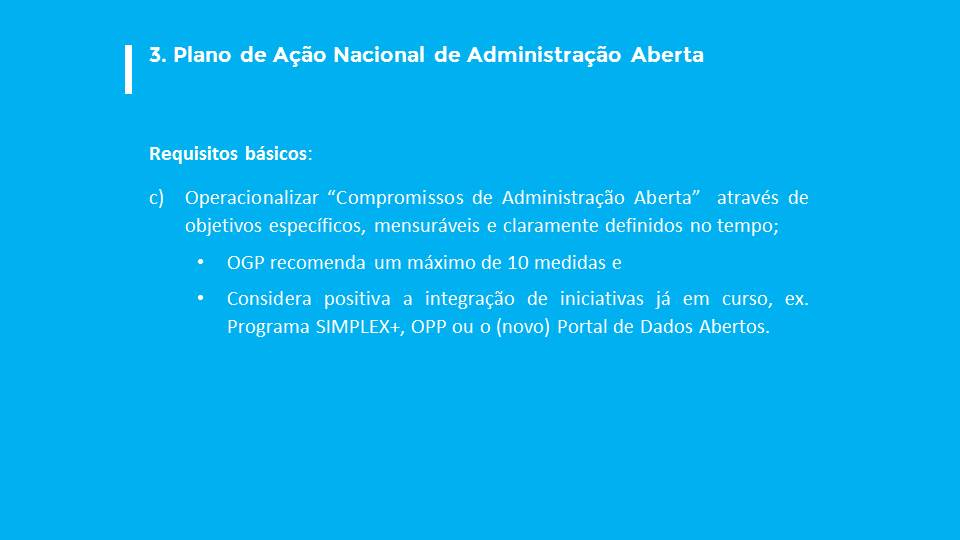 3. Plano de Ação Nacional de Administração Aberta
Requisitos básicos:
c) Operacionalizar “Compromissos de Administração Aberta” através de
objetivos específicos, mensuráveis e claramente definidos no tempo;
• OGP recomenda um máximo de 10 medidas e
• Considera positiva a integração de iniciativas já em curso, ex.
Programa SIMPLEX+, OPP ou o (novo) Portal de Dados Abertos.